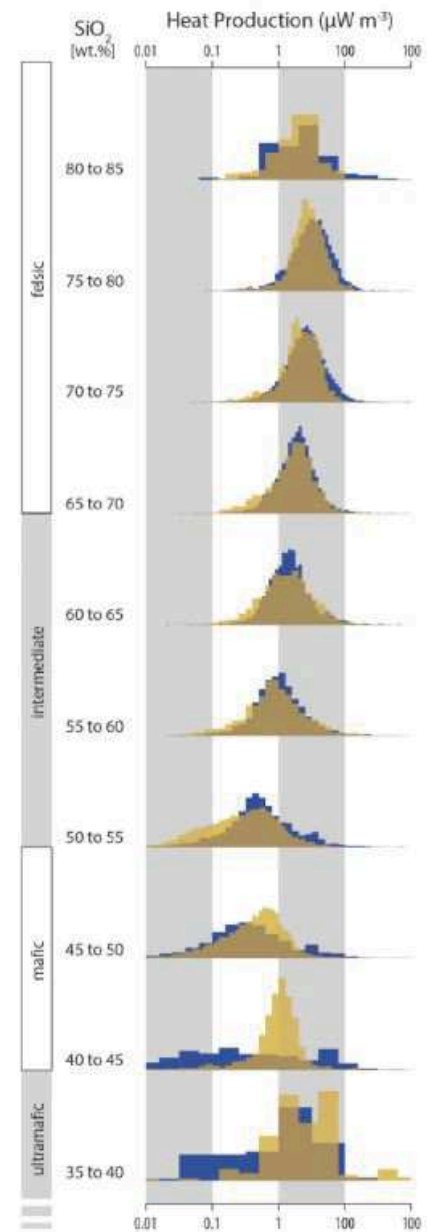 SiO2
[wt.%]
Heat Production (μW m-3)
0.01 0.1 1 100 100
80 to 85
75 to 80
70 to 75
65 to 70
felsic
60 to 65
55 to 60
50 to 55
intermediate
45 to 50
40 to 45
mafic
35 to 40
ultramafic
0.01 0.1 1 100 100